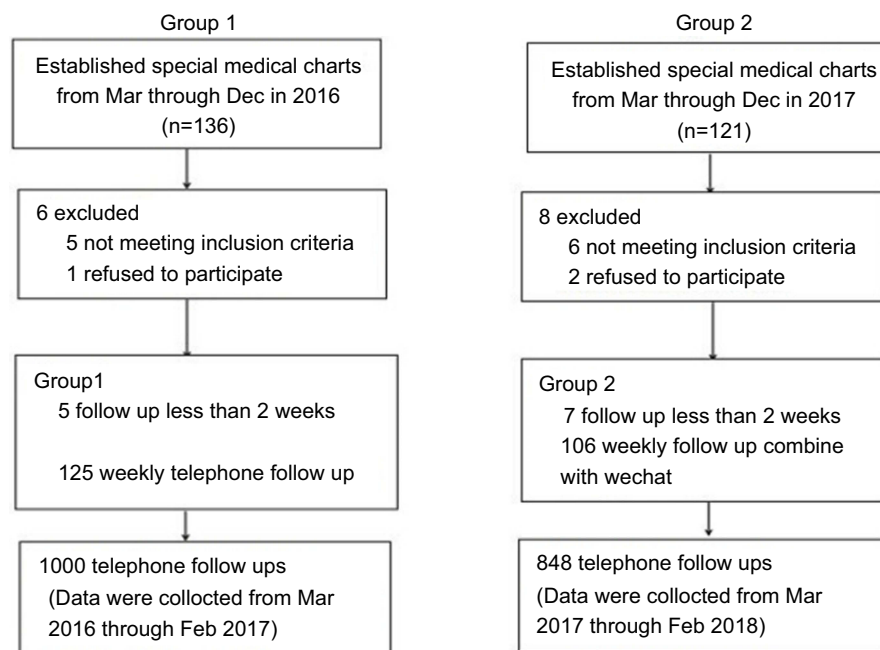 Group 1
Established special medical charts
from Mar through Dec in 2016
(n=136)
6 excluded
5 not meeting inclusion criteria
1 refused to participate
Group1
5 follow up less than 2 weeks
125 weekly telephone follow up
1000 telephone follow ups
(Data were collocted from Mar
2016 through Feb 2017)
Group 2
Established special medical charts
from Mar through Dec in 2017
(n=121)
8 excluded
6 not meeting inclusion criteria
2 refused to participate
Group 2
7 follow up less than 2 weeks
106 weekly follow up combine
with wechat
848 telephone follow ups
(Data were collocted from Mar
2017 through Feb 2018)